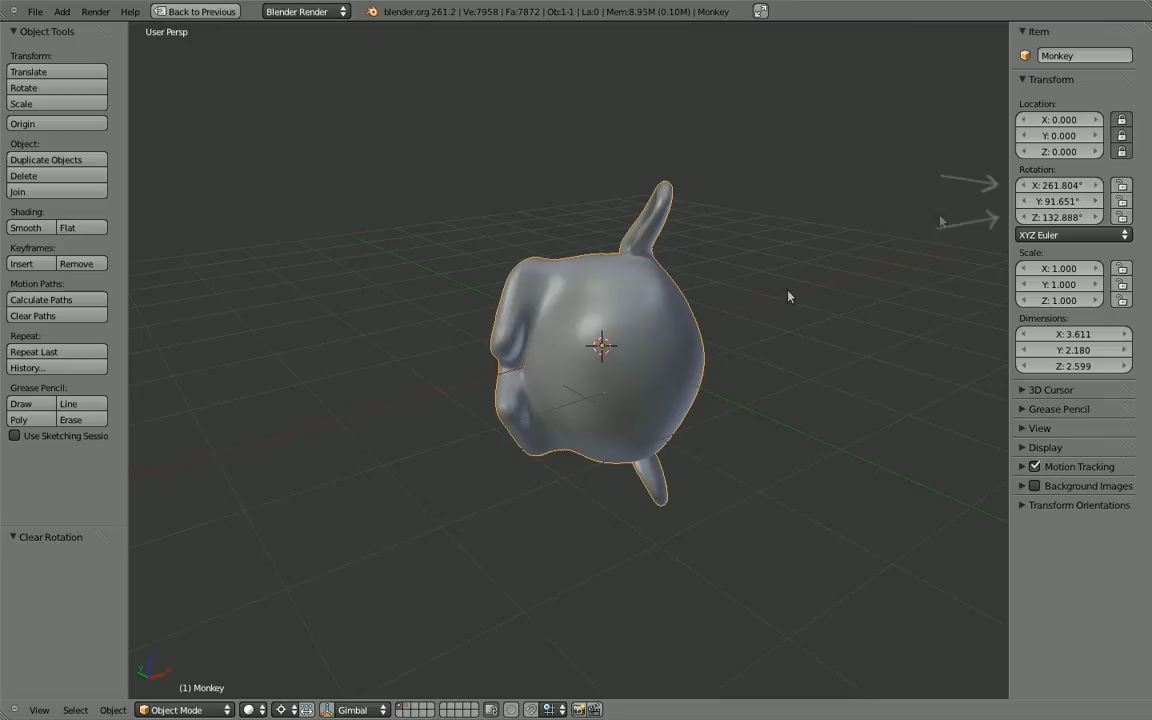 File Add Render Help Back to Previous Blender Render blender.org 261.2 | Ve:7958 | Fa:7872 | Ob:1-1 | La:0 | Mem:8.95M (0.10M) | Monkey
Object Tools
Transform:
Translate
Rotate
Scale
Origin
Object:
Duplicate Objects
Delete
Join
Shading:
Smooth Flat
Keyframes:
Insert Remove
Motion Paths:
Calculate Paths
Clear Paths
Repeat:
Repeat Last
History...
Grease Pencil:
Draw Line
Poly Erase
Use Sketching Sessio
Clear Rotation
User Persp
y
(1) Monkey
Item
Monkey
Transform
Location:
X: 0.000
Y: 0.000
Z: 0.000
Rotation:
X: 261.804°
Y: 91.651°
Z: 132.888°
XYZ Euler
Scale:
X: 1.000
Y: 1.000
Z: 1.000
Dimensions:
X: 3.611
Y: 2.180
Z: 2.599
3D Cursor
Grease Pencil
View
Display
Motion Tracking
Background Images
Transform Orientations
View Select Object Object Mode Gimbal